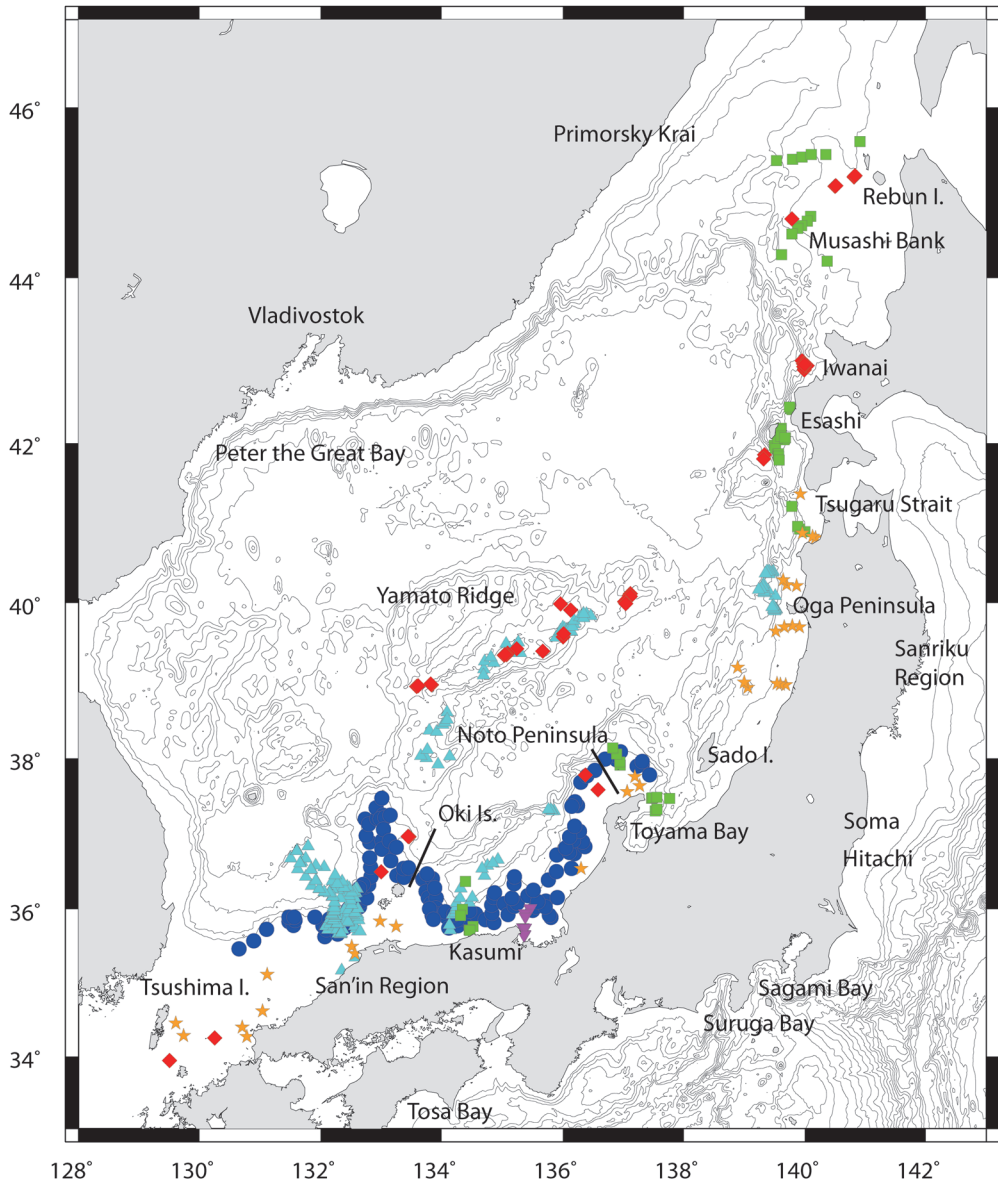 46°
Primorsky Krai
Rebun I.
Musashi Bank
44°
Vladivostok
Iwanai
Esashi
42°
Peter the Great Bay
Tsugaru Strait
Yamato Ridge
40°
Oga Peninsula
Sanriku
Region
Noto Peninsula
38°
Sado I.
Oki Is.
Toyama Bay
Soma
Hitachi
36°
Kasumi
Tsushima I.
San'in Region
Sagami Bay
Suruga Bay
34°
Tosa Bay
128°
130°
132°
134°
136°
138°
140°
142°